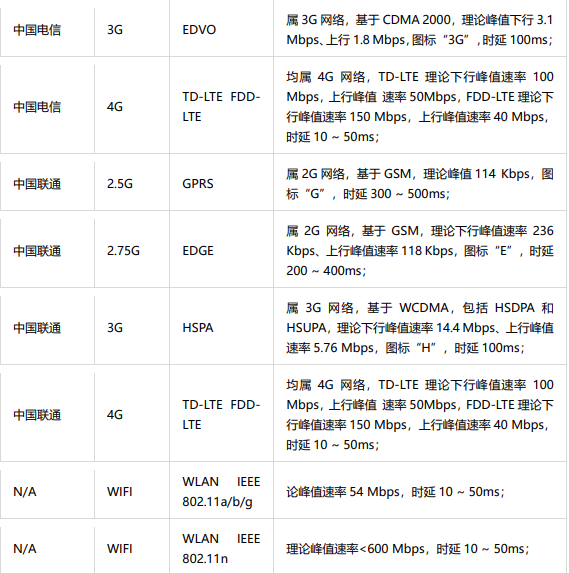 中国电信 3G EDVO 属 3G 网络，基于 CDMA 2000，理论峰值下行 3.1
Mbps、上行 1.8 Mbps，图标“3G”，时延 100ms；
中国电信 4G TD-LTE FDD-
LTE
均属 4G 网络，TD-LTE 理论下行峰值速率 100
Mbps，上行峰值 速率 50Mbps，FDD-LTE 理论下
行峰值速率 150 Mbps，上行峰值速率 40 Mbps，
时延 10 ~ 50ms；
中国联通 2.5G GPRS 属 2G 网络，基于 GSM，理论峰值 114 Kbps，图
标“G”，时延 300 ~ 500ms；
中国联通 2.75G EDGE 属 2G 网络，基于 GSM，理论下行峰值速率 236
Kbps、上行峰值速率 118 Kbps，图标“E”，时延
200 ~ 400ms；
中国联通 3G HSPA 属 3G 网络，基于 WCDMA，包括 HSDPA 和
HSUPA，理论下行峰值速率 14.4 Mbps、上行峰值
速率 5.76 Mbps，图标“H”，时延 100ms；
中国联通 4G TD-LTE FDD-
LTE
均属 4G 网络，TD-LTE 理论下行峰值速率 100
Mbps，上行峰值 速率 50Mbps，FDD-LTE 理论下
行峰值速率 150 Mbps，上行峰值速率 40 Mbps，
时延 10 ~ 50ms；
N/A WIFI WLAN IEEE
802.11a/b/g
论峰值速率 54 Mbps，时延 10 ~ 50ms；
N/A WIFI WLAN IEEE
802.11n
理论峰值速率<600 Mbps，时延 10 ~ 50ms；